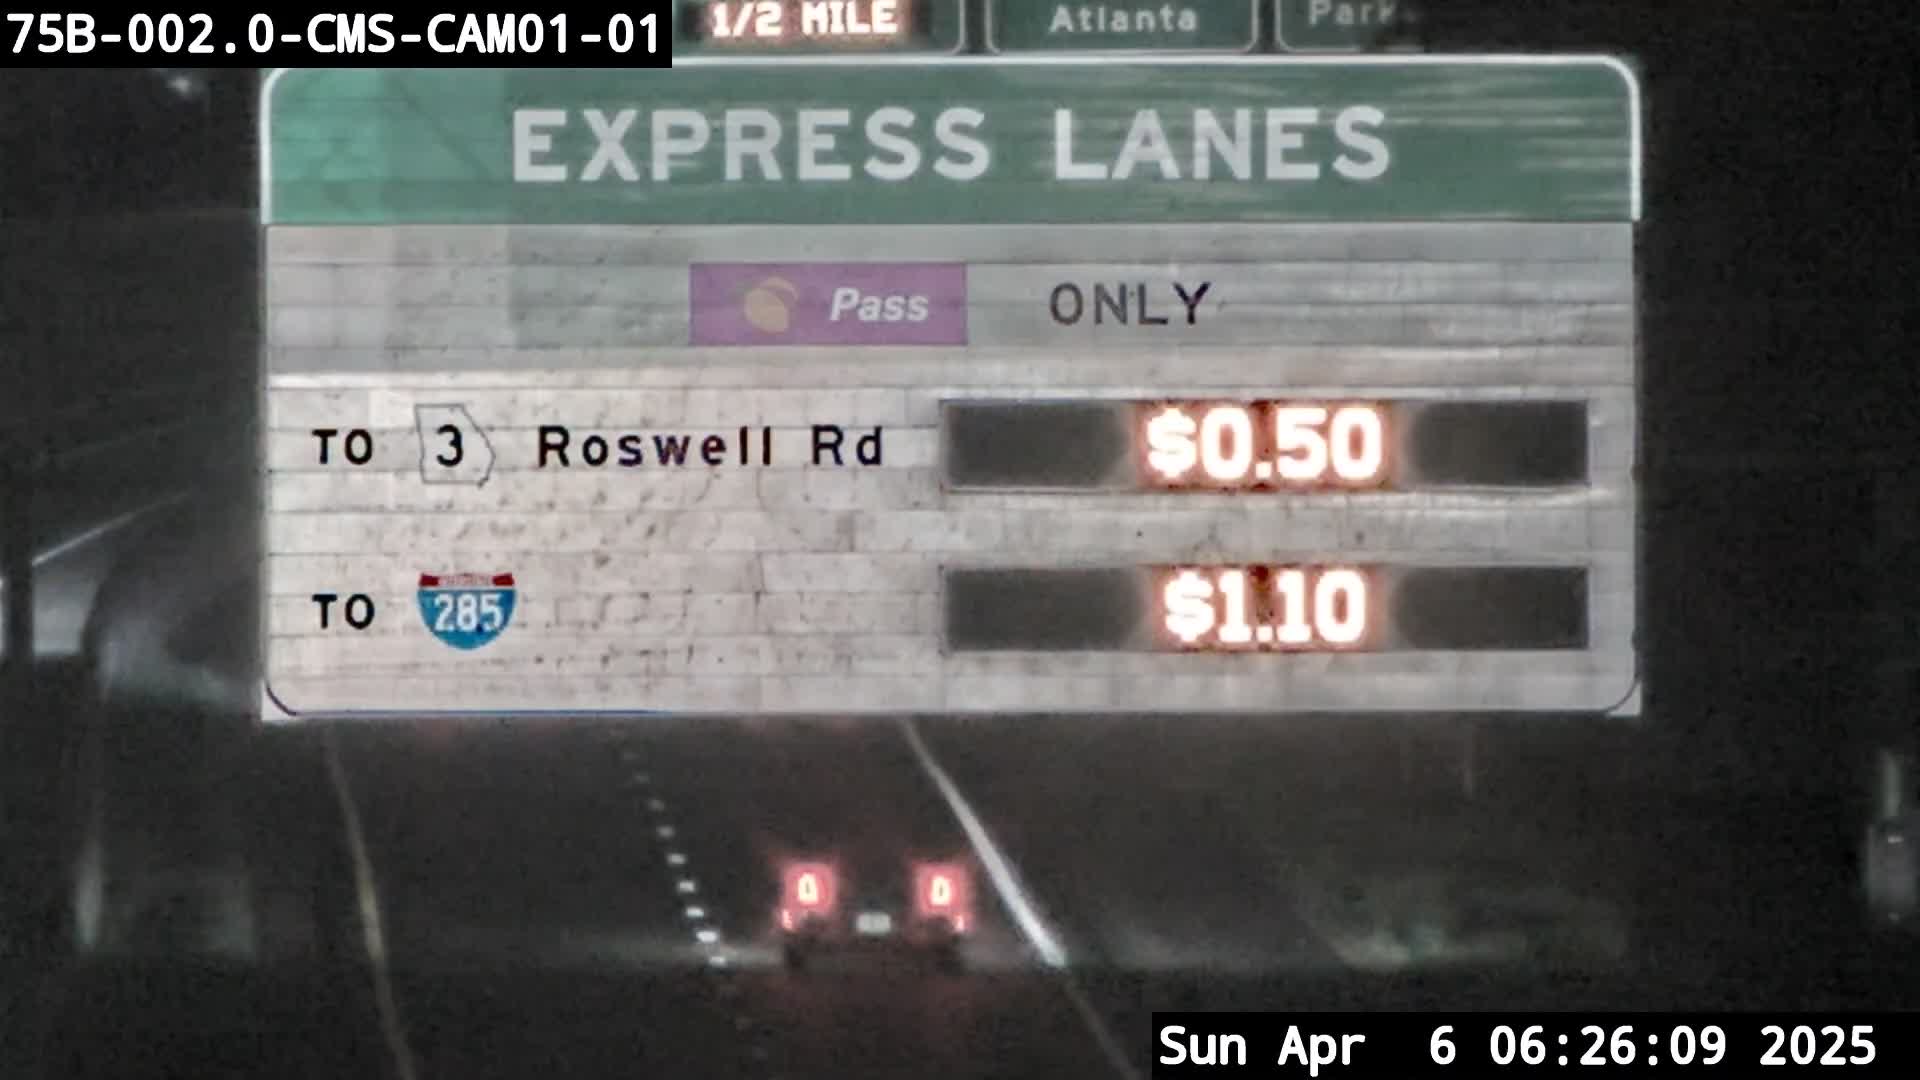 75B-002.0-CMS-CAM01-01
1/2 MILE
Atlanta
Park
EXPRESS LANES
Pass ONLY
TO 3 Roswell Rd $0.50
TO 285 $1.10
Sun Apr 6 06:26:09 2025